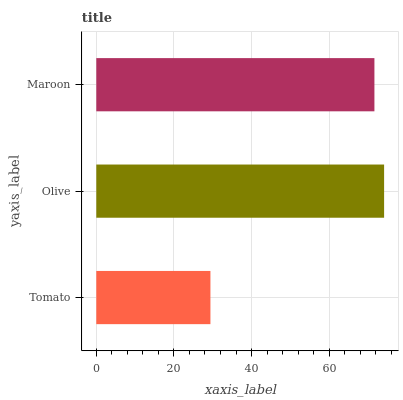 title
Maroon
Olive
Tomato
yaxis_label
0 20 40 60
xaxis_label